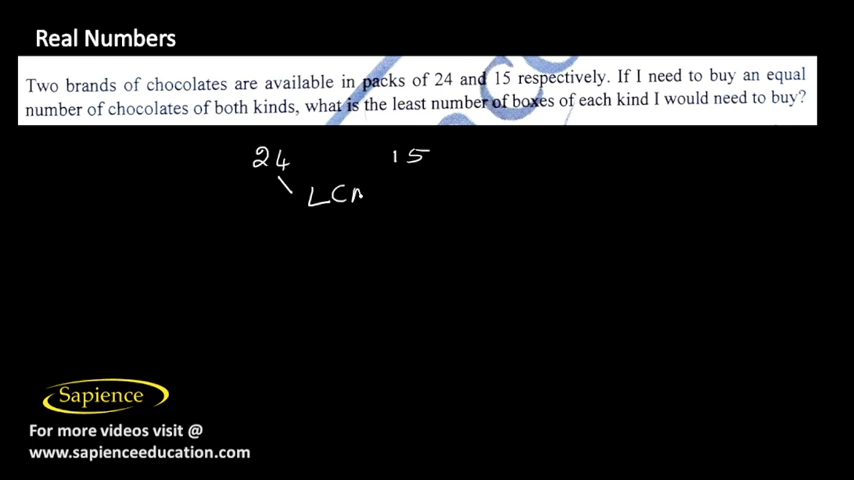 Real Numbers
Two brands of chocolates are available in packs of 24 and 15 respectively. If I need to buy an equal
number of chocolates of both kinds, what is the least number of boxes of each kind I would need to buy?
24 15
Sapience
For more videos visit @
www.sapienceeducation.com